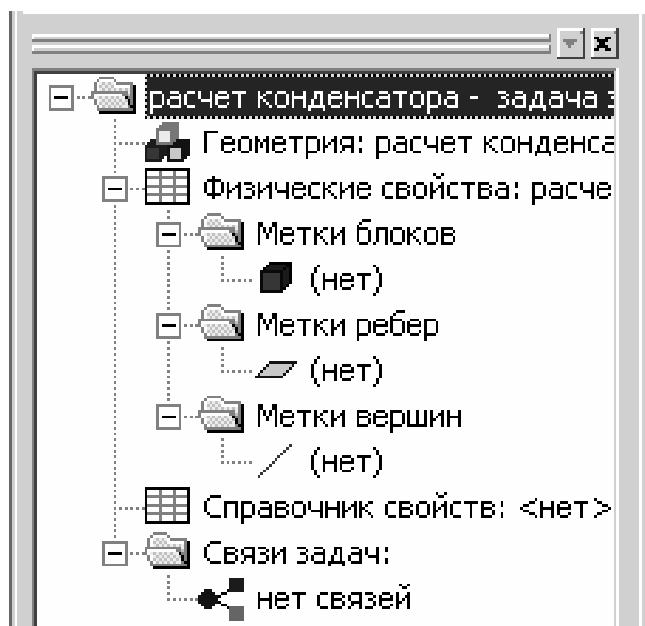 расчет конденсатора - задача
Геометрия: расчет конденса
Физические свойства: расче
Метки блоков
(нет)
Метки ребер
(нет)
Метки вершин
(нет)
Справочник свойств: <нет>
Связи задач:
нет связей